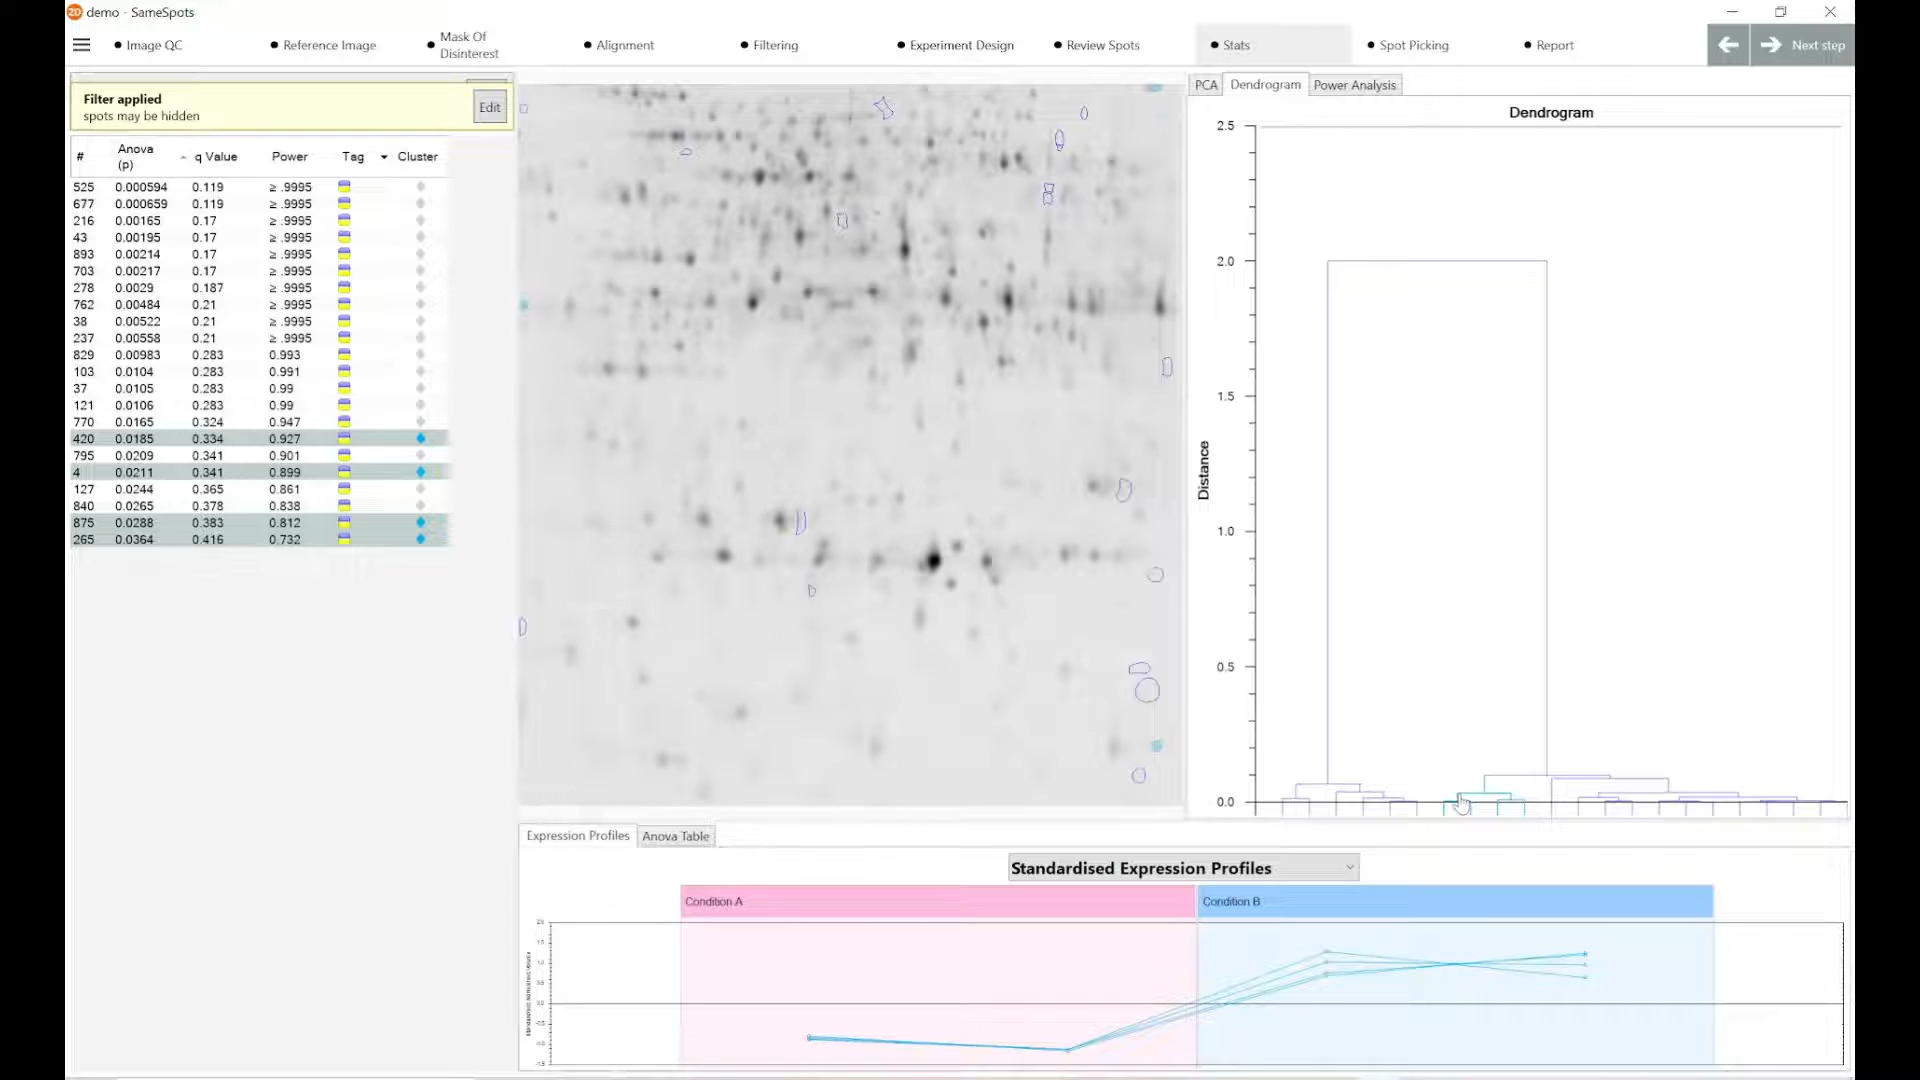 demo - SameSpots
Image QC
Reference Image
Mask Of
Disinterest
Alignment
Filtering
Experiment Design
Review Spots
Stats
Spot Picking
Report
Next step
Filter applied
spots may be hidden
Edit
# Anova (p) q Value Power Tag Cluster
525 0.000594 0.119 ≥ .9995
677 0.000659 0.119 ≥ .9995
216 0.00165 0.17 ≥ .9995
43 0.00195 0.17 ≥ .9995
893 0.00214 0.17 ≥ .9995
703 0.00217 0.17 ≥ .9995
278 0.0029 0.187 ≥ .9995
762 0.00484 0.21 ≥ .9995
38 0.00522 0.21 ≥ .9995
237 0.00558 0.21 ≥ .9995
829 0.00983 0.283 0.993
103 0.0104 0.283 0.991
37 0.0105 0.283 0.99
121 0.0106 0.283 0.99
770 0.0165 0.324 0.947
420 0.0185 0.334 0.927
795 0.0209 0.341 0.901
4 0.0211 0.341 0.899
127 0.0244 0.365 0.861
840 0.0265 0.378 0.838
875 0.0288 0.383 0.812
265 0.0364 0.416 0.732
PCA Dendrogram Power Analysis
Dendrogram
2.5
2.0
1.5
1.0
0.5
0.0
Distance
Expression Profiles Anova Table
Standardised Expression Profiles
Condition A
Condition B